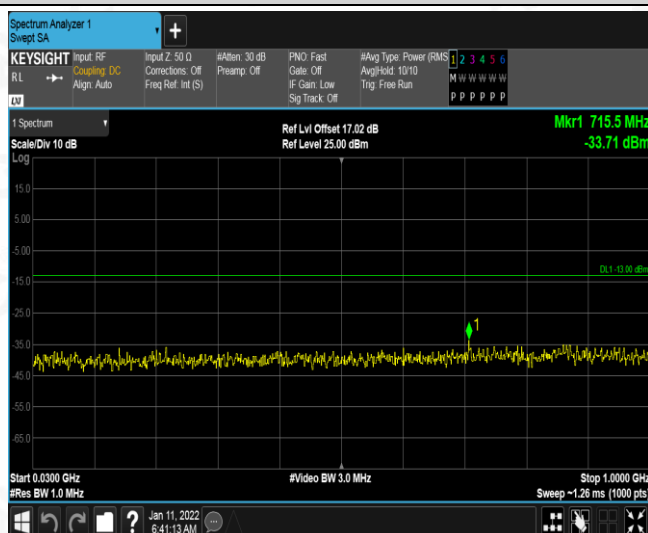 Spectrum Analyzer 1
Swept SA
+
KEYSIGHT
RL
LXI
Input: RF
Coupling: DC
Align: Auto
Input Z: 50 Ω
Corrections: Off
Freq Ref: Int (S)
#Atten: 30 dB
Preamp: Off
PNO: Fast
Gate: Off
IF Gain: Low
Sig Track: Off
#Avg Type: Power (RMS
Avg|Hold: 10/10
Trig: Free Run
1 2 3 4 5 6
M W W W W W
P P P P P P
1 Spectrum
Scale/Div 10 dB
Log
Ref Lvl Offset 17.02 dB
Ref Level 25.00 dBm
Mkr1 715.5 MHz
-33.71 dBm
15.0
5.00
-5.00
DL1 -13.00 dBm
-15.0
-25.0
1
-35.0
-45.0
-55.0
-65.0
Start 0.0300 GHz
#Res BW 1.0 MHz
#Video BW 3.0 MHz
Stop 1.0000 GHz
Sweep ~1.26 ms (1000 pts)
?
Jan 11, 2022
6:41:13 AM